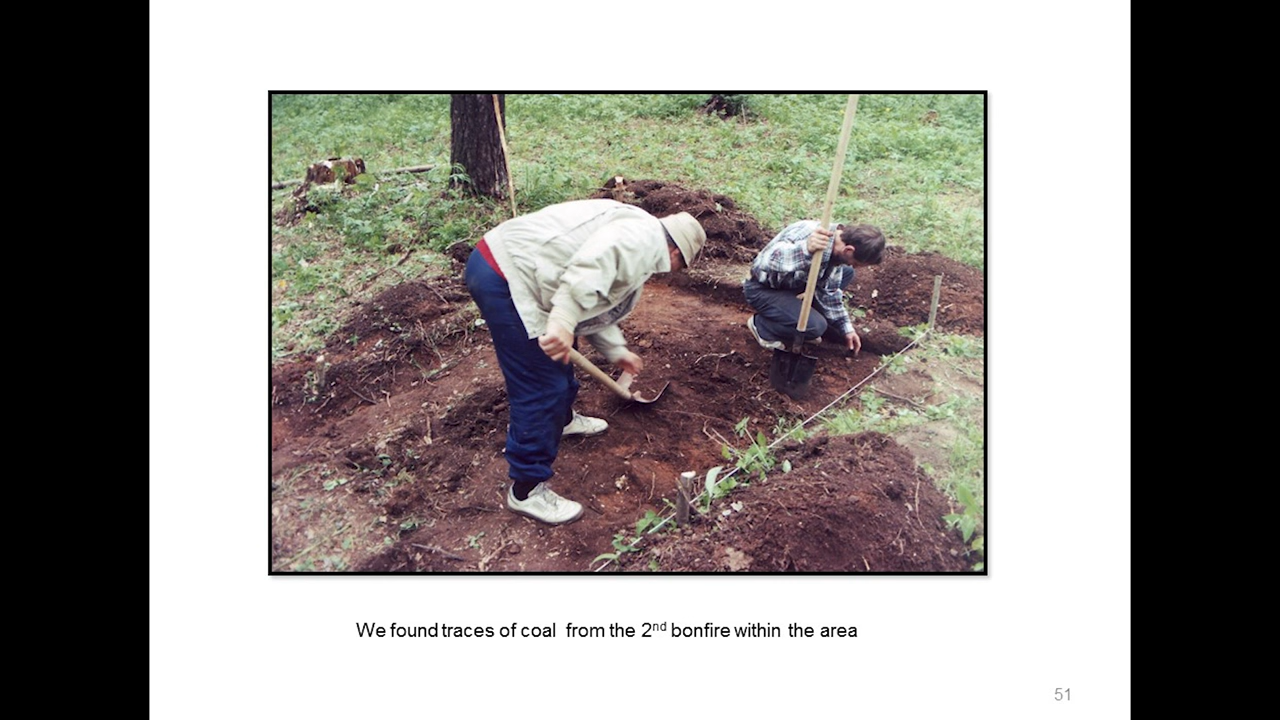 We found traces of coal from the 2nd bonfire within the area
51